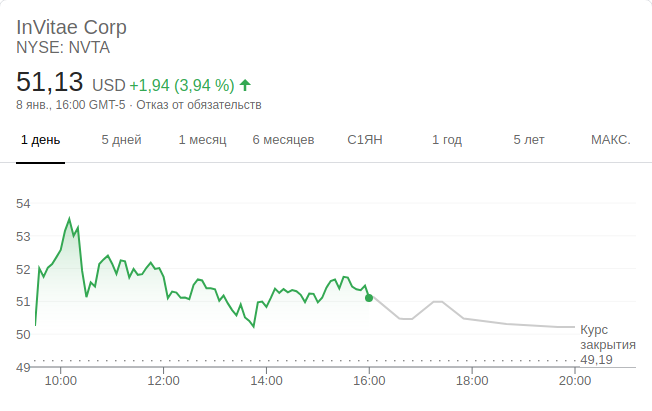 InVitae Corp
NYSE: NVTA
51,13 USD +1,94 (3,94 %)
8 янв., 16:00 GMT-5 · Отказ от обязательств
1 день 5 дней 1 месяц 6 месяцев С1ЯН 1 год 5 лет МАКС.
54
53
52
51
50
49
Курс
закрытия
49,19
10:00 12:00 14:00 16:00 18:00 20:00